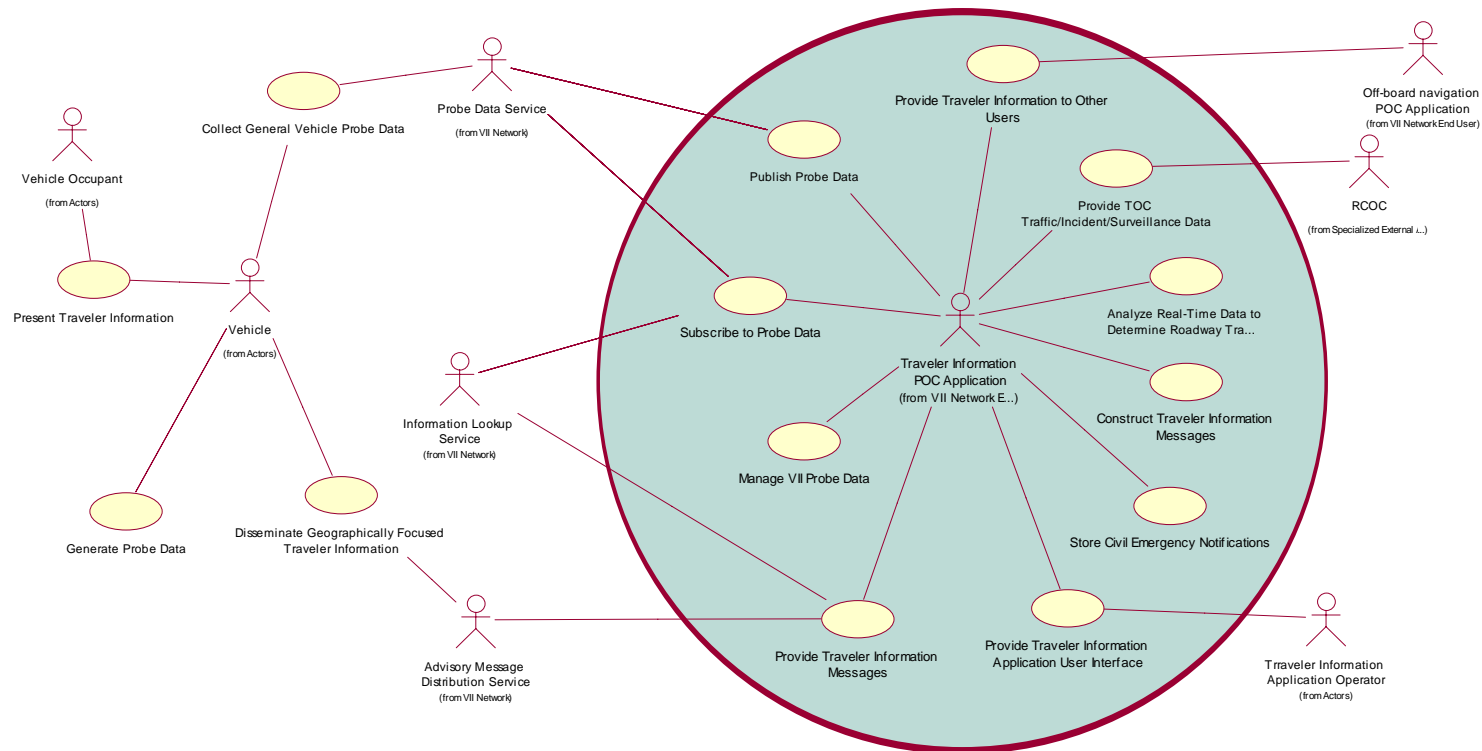 Off-board navigation
POC Application
(from VII Network End User)
Provide Traveler Information to Other
Users
Probe Data Service
(from VII Network)
Collect General Vehicle Probe Data
Vehicle Occupant
(from Actors)
Publish Probe Data
Provide TOC
Traffic/Incident/Surveillance Data
RCOC
(from Specialized External A...)
Present Traveler Information
Vehicle
(from Actors)
Subscribe to Probe Data
Analyze Real-Time Data to
Determine Roadway Tra...
Traveler Information
POC Application
(from VII Network E...)
Construct Traveler Information
Messages
Information Lookup
Service
(from VII Network)
Manage VII Probe Data
Generate Probe Data
Disseminate Geographically Focused
Traveler Information
Store Civil Emergency Notifications
Advisory Message
Distribution Service
(from VII Network)
Provide Traveler Information
Messages
Provide Traveler Information
Application User Interface
Traveler Information
Application Operator
(from Actors)